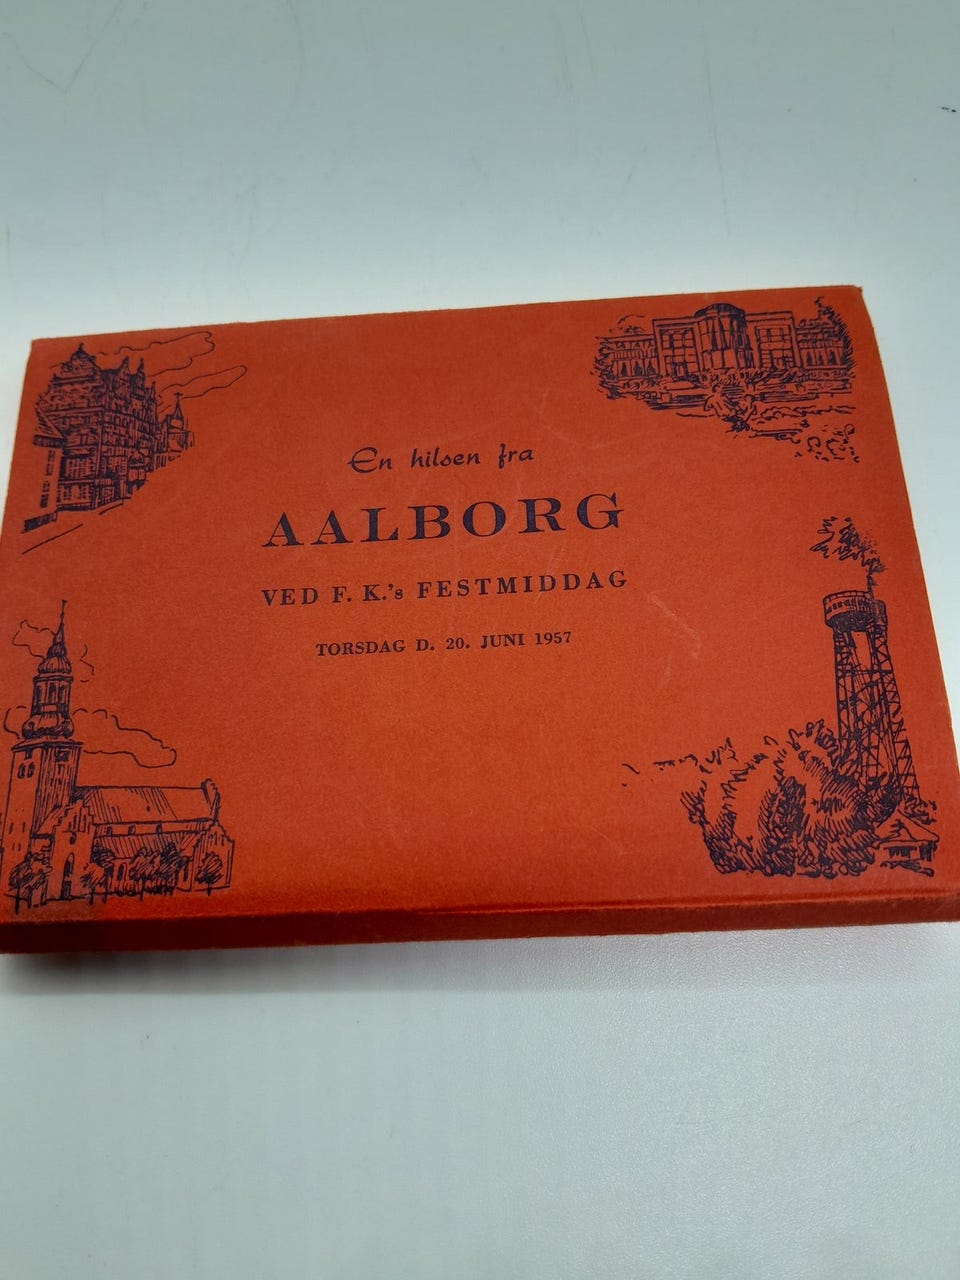 En hilsen fra
AALBORG
VED F. K.'s FESTMIDDAG
TORSDAG D. 20. JUNI 1957